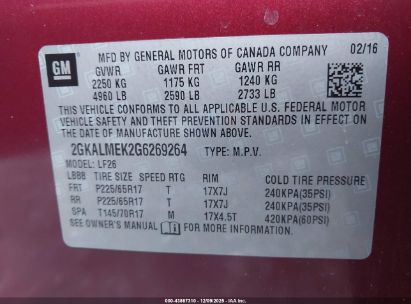 GM
MFD BY GENERAL MOTORS OF CANADA COMPANY 02/16
GVWR GAWR FRT GAWR RR
2250 KG 1175 KG 1240 KG
4960 LB 2590 LB 2733 LB
THIS VEHICLE CONFORMS TO ALL APPLICABLE U.S. FEDERAL MOTOR
VEHICLE SAFETY AND THEFT PREVENTION STANDARDS IN EFFECT ON
THE DATE OF MANUFACTURE SHOWN ABOVE.
2GKALMEK2G6269264 TYPE: M.P.V.
MODEL: LF26
LBBB TIRE SIZE SPEED RTG RIM COLD TIRE PRESSURE
FRT P225/65R17 T 17X7J 240KPA(35PSI)
RR P225/65R17 T 17X7J 240KPA(35PSI)
SPA T145/70R17 M 17X4.5T 420KPA(60PSI)
SEE OWNER'S MANUAL FOR MORE INFORMATION.